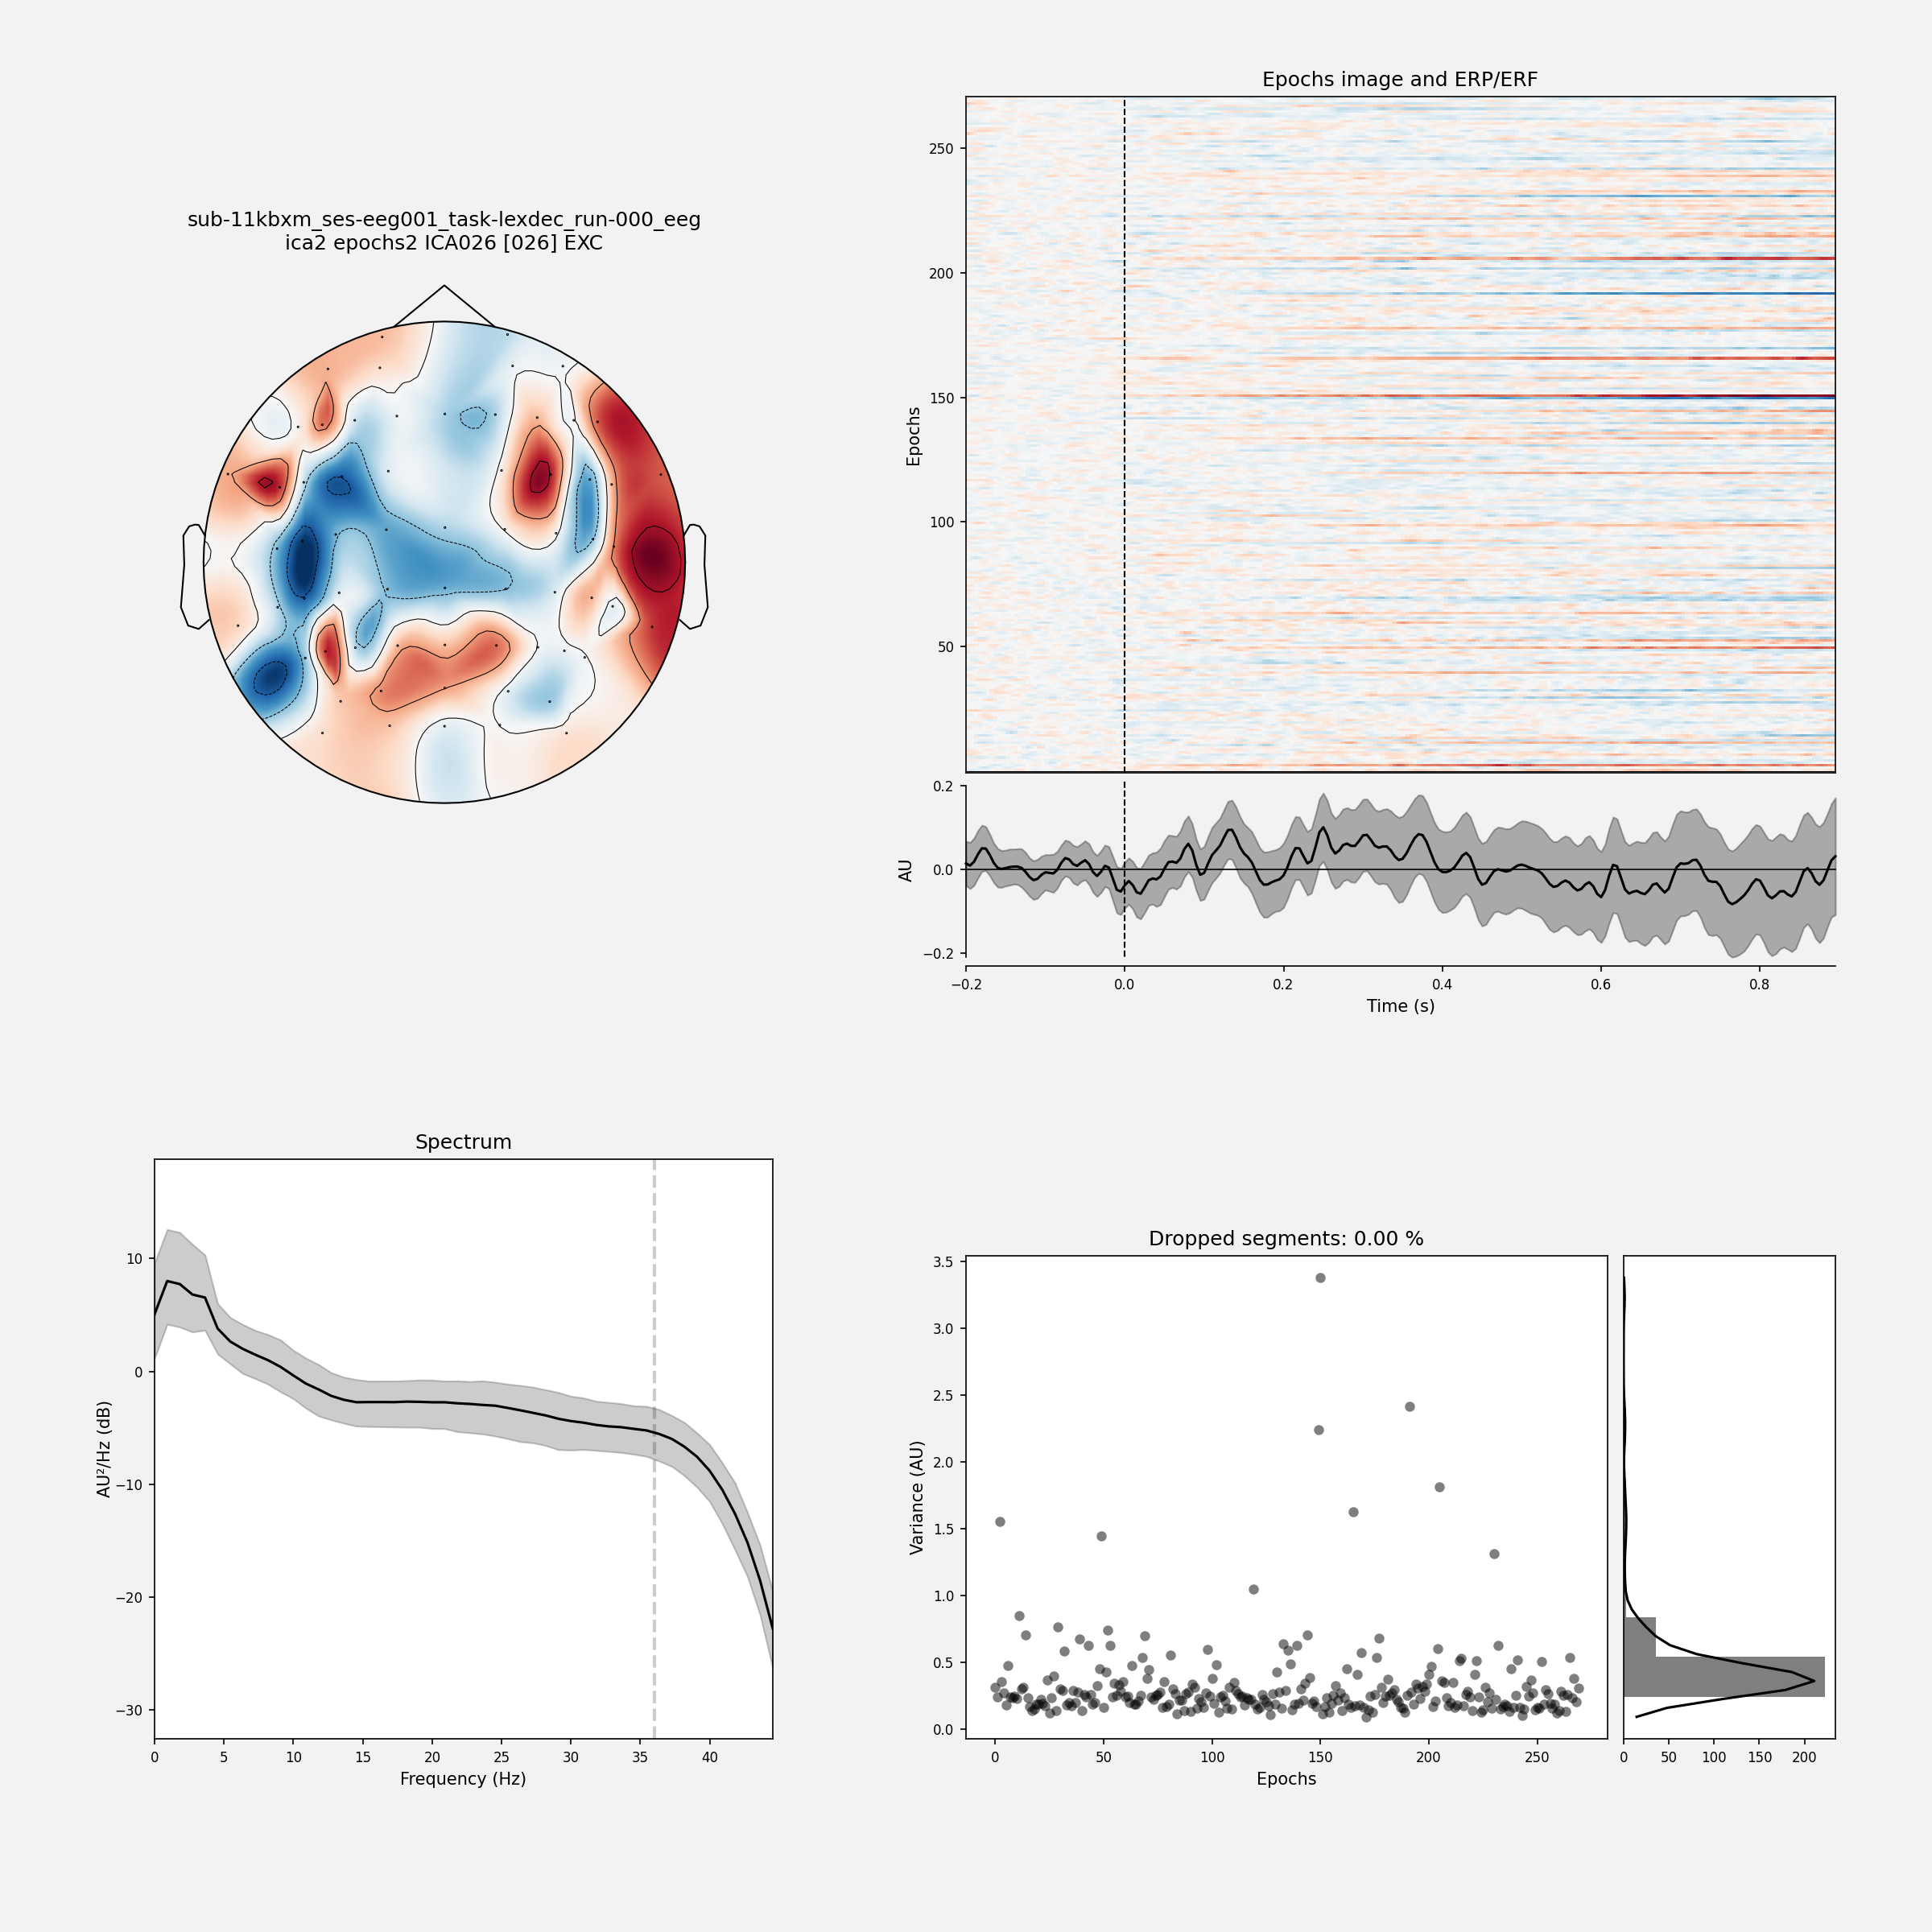 sub-11kbxm_ses-eeg001_task-lexdec_run-000_eeg
ica2 epochs2 ICA026 [026] EXC
Epochs image and ERP/ERF
Epochs
250
200
150
100
50
AU
0.2
0.0
−0.2
−0.2 0.0 0.2 0.4 0.6 0.8
Time (s)
Spectrum
AU²/Hz (dB)
10
0
−10
−20
−30
0 5 10 15 20 25 30 35 40
Frequency (Hz)
Dropped segments: 0.00 %
Variance (AU)
3.5
3.0
2.5
2.0
1.5
1.0
0.5
0.0
0 50 100 150 200 250
Epochs
0 50 100 150 200